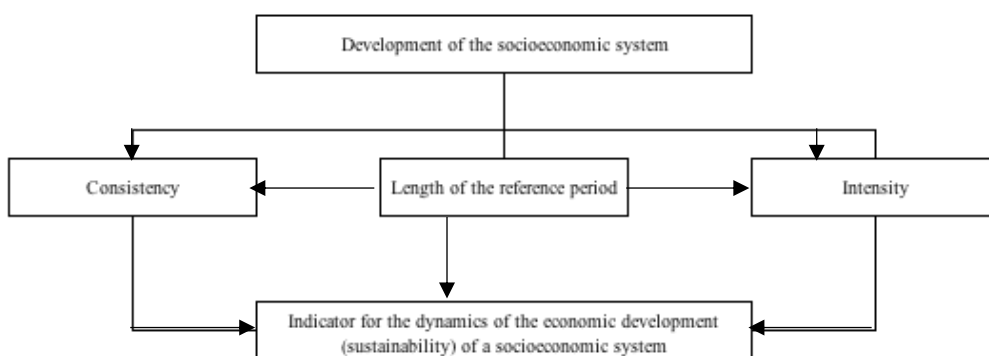 Development of the socioeconomic system
Consistency
Length of the reference period
Intensity
Indicator for the dynamics of the economic development
(sustainability) of a socioeconomic system